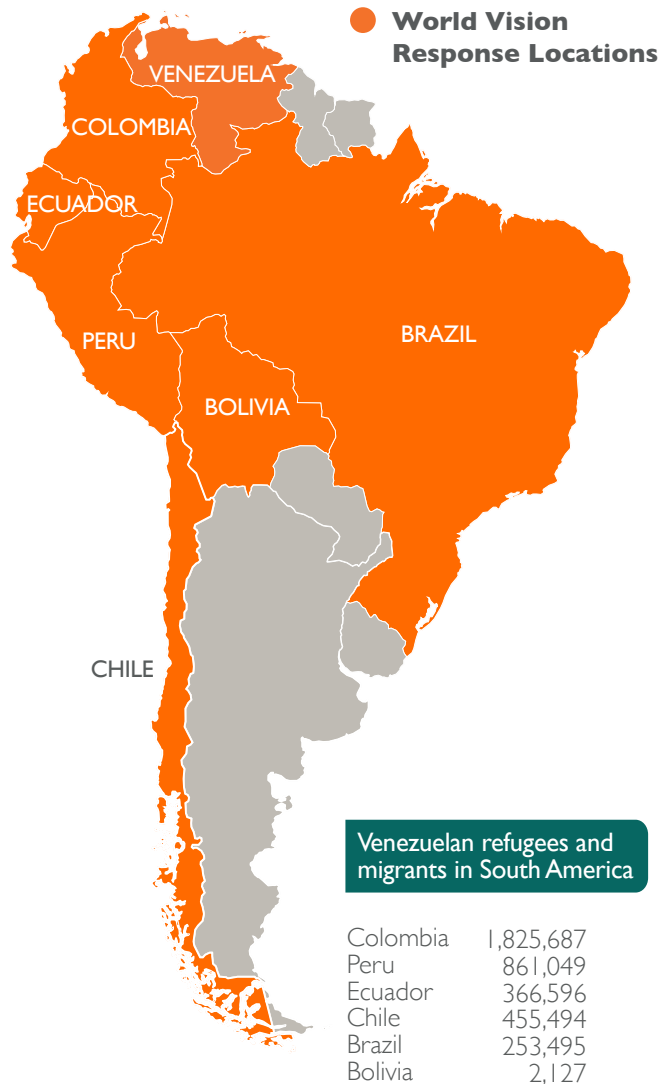 World Vision
Response Locations
VENEZUELA
COLOMBIA
ECUADOR
PERU
BRAZIL
BOLIVIA
CHILE
Venezuelan refugees and
migrants in South America
Colombia 1,825,687
Peru 861,049
Ecuador 366,596
Chile 455,494
Brazil 253,495
Bolivia 2,127